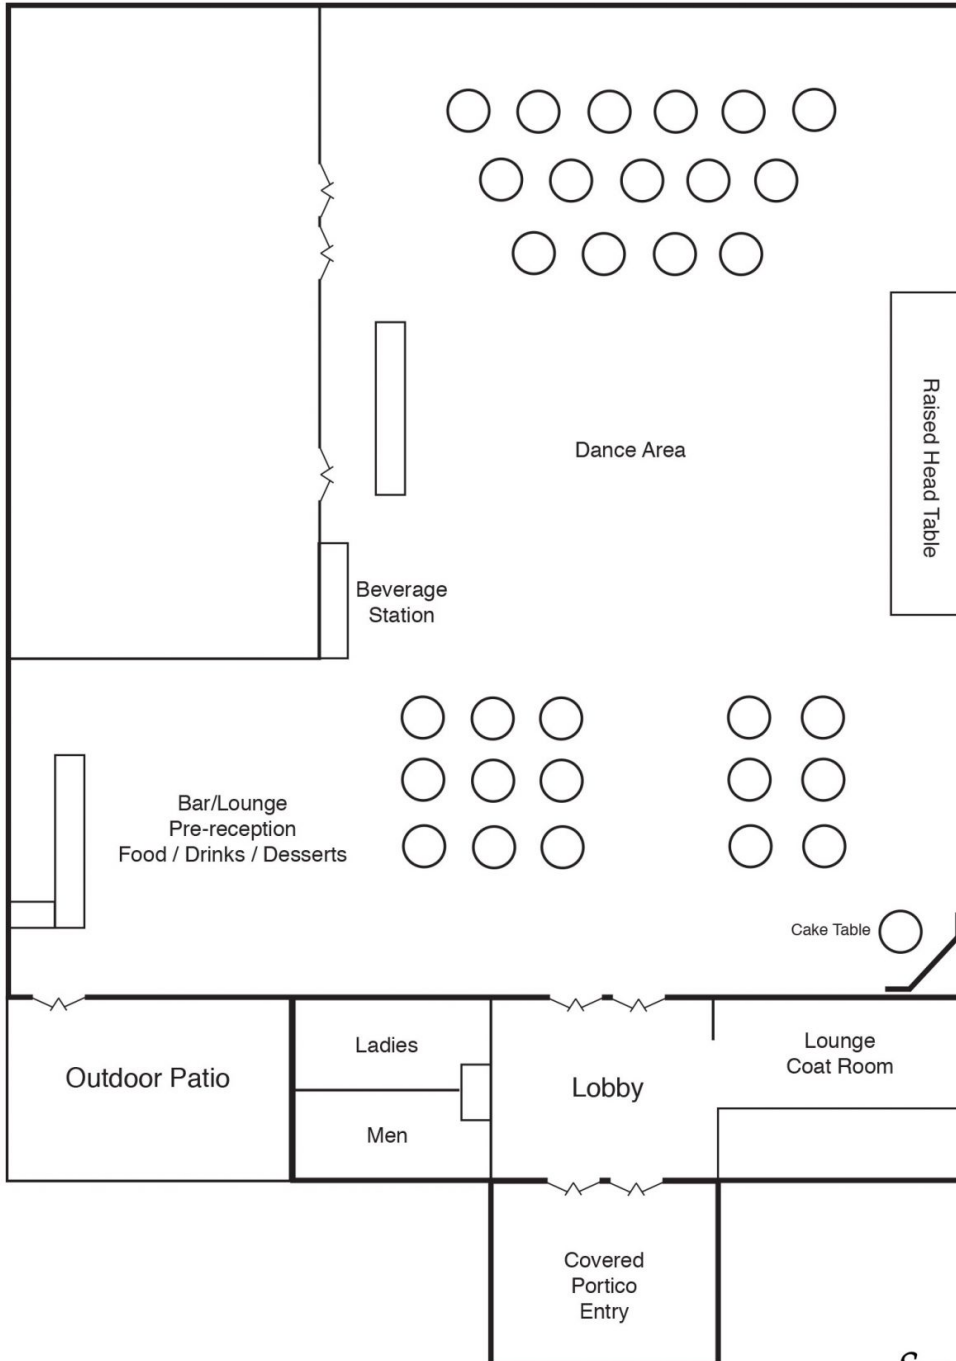 Dance Area
Raised Head Table
Beverage
Station
Bar/Lounge
Pre-reception
Food / Drinks / Desserts
Cake Table
Outdoor Patio
Ladies
Men
Lobby
Lounge
Coat Room
Covered
Portico
Entry